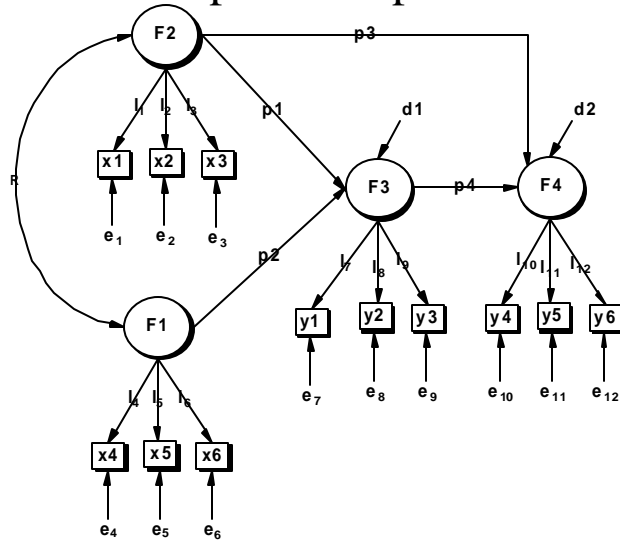 F2
p3
l1 l2 l3
p1
d1
d2
x1 x2 x3
R
F3
p4
F4
e1 e2 e3
p2
l7 l8 l9
l10 l11 l12
F1
y1 y2 y3
y4 y5 y6
l4 l5 l6
e7 e8 e9
e10 e11 e12
x4 x5 x6
e4 e5 e6